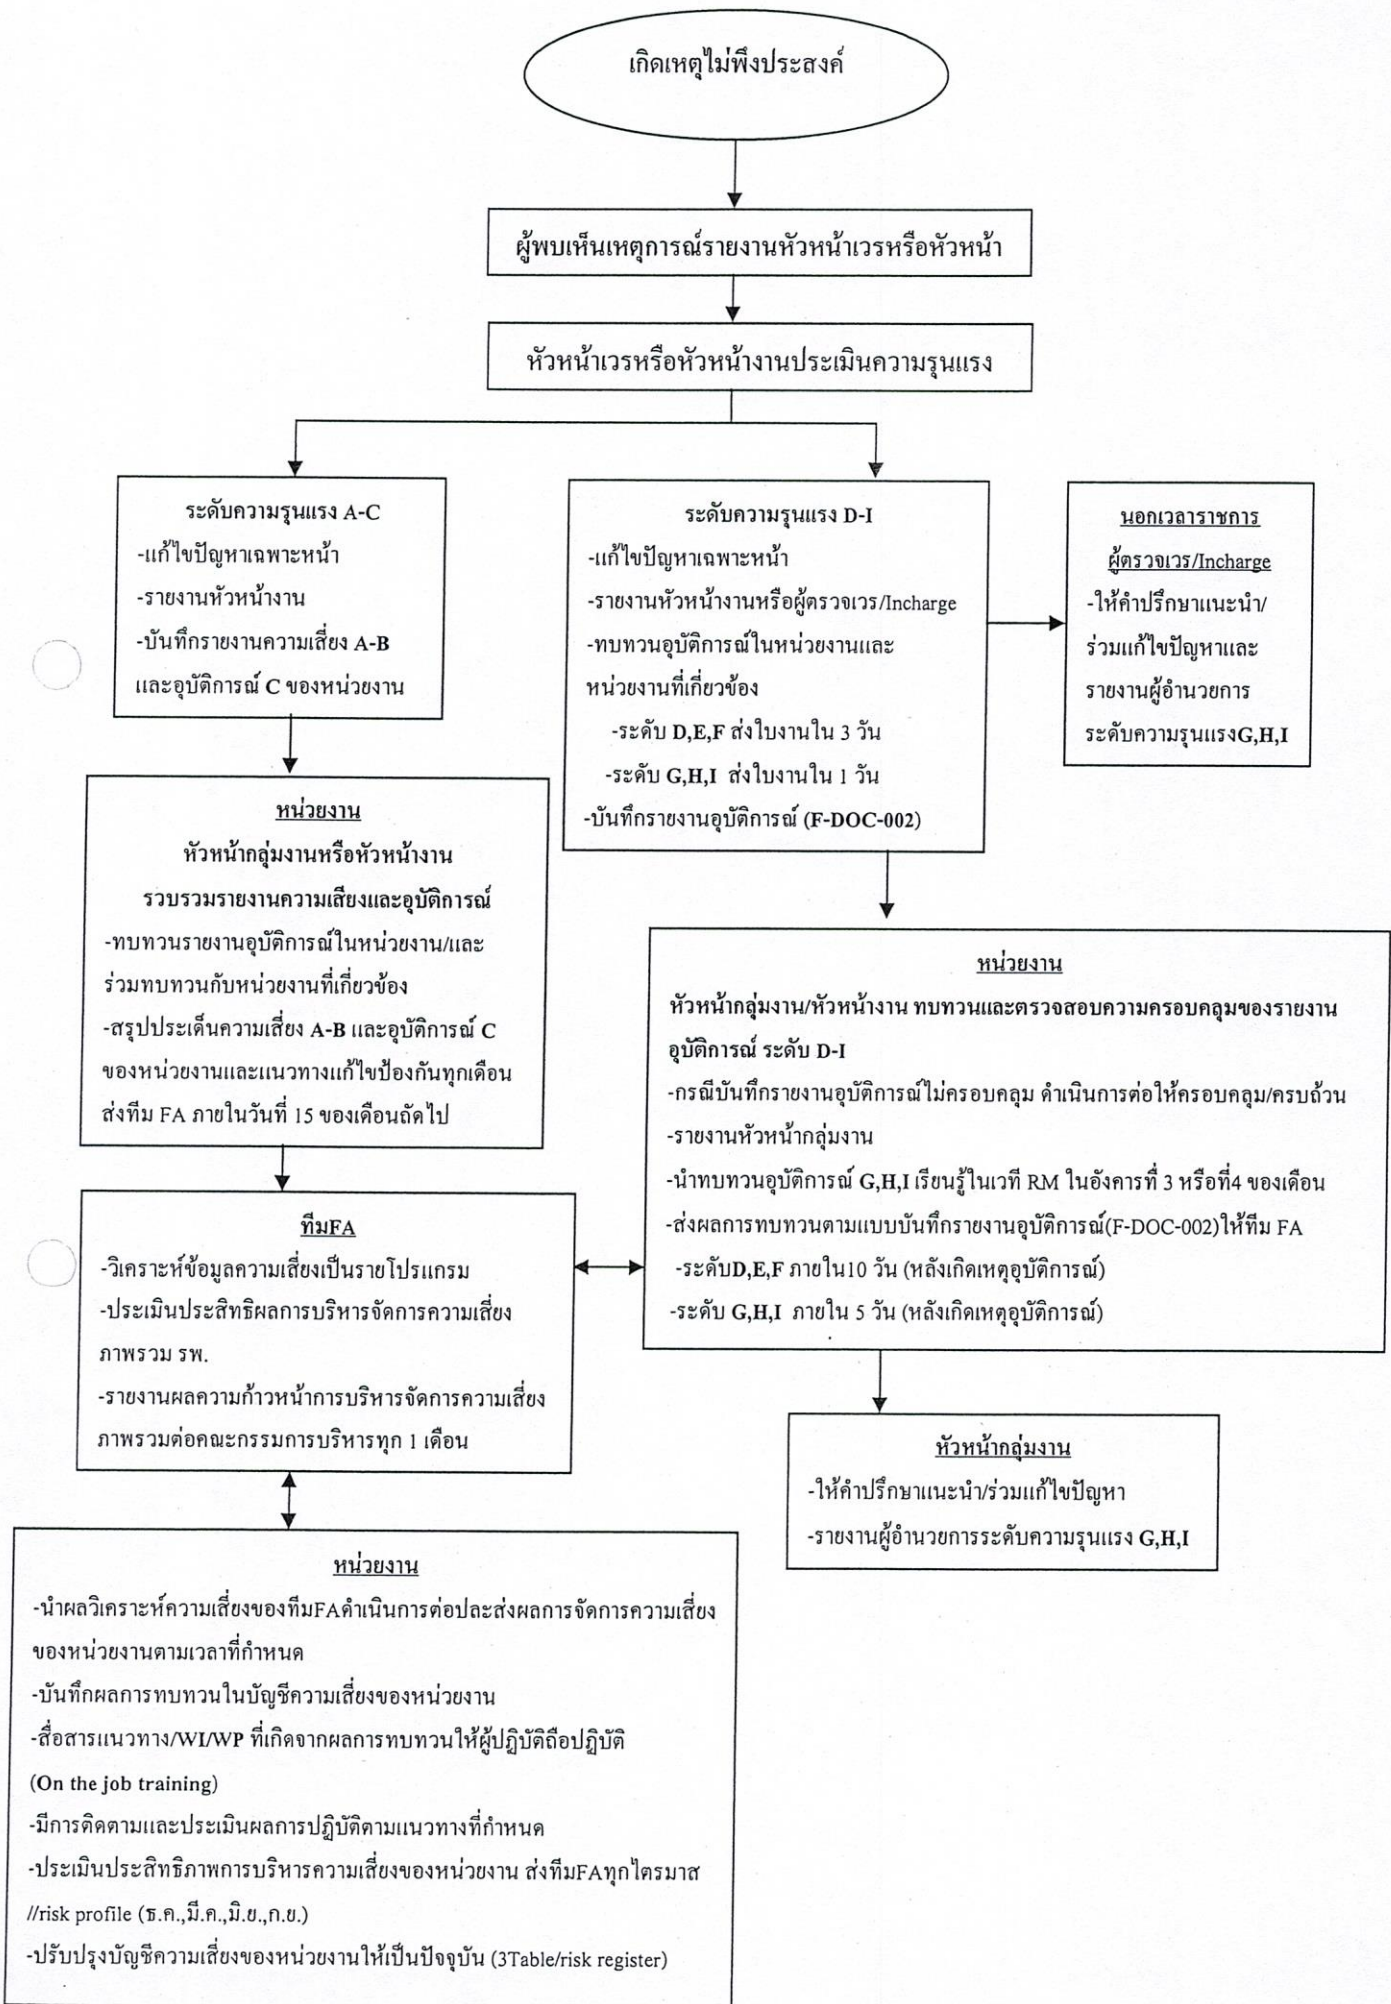 เกิดเหตุไม่พึงประสงค์
ผู้พบเห็นเหตุการณ์รายงานหัวหน้าเวรหรือหัวหน้า
หัวหน้าเวรหรือหัวหน้างานประเมินความรุนแรง
ระดับความรุนแรง A-C
-แก้ไขปัญหาเฉพาะหน้า
-รายงานหัวหน้างาน
-บันทึกรายงานความเสี่ยง A-B
และอุบัติการณ์ C ของหน่วยงาน
ระดับความรุนแรง D-I
-แก้ไขปัญหาเฉพาะหน้า
-รายงานหัวหน้างานหรือผู้ตรวจเวร/Incharge
-ทบทวนอุบัติการณ์ในหน่วยงานและ
หน่วยงานที่เกี่ยวข้อง
-ระดับ D,E,F ส่งใบงานใน 3 วัน
-ระดับ G,H,I ส่งใบงานใน 1 วัน
-บันทึกรายงานอุบัติการณ์ (F-DOC-002)
นอกเวลาราชการ
ผู้ตรวจเวร/Incharge
-ให้คำปรึกษาแนะนำ/
ร่วมแก้ไขปัญหาและ
รายงานผู้อำนวยการ
ระดับความรุนแรงG,H,I
หน่วยงาน
หัวหน้ากลุ่มงานหรือหัวหน้างาน
รวบรวมรายงานความเสี่ยงและอุบัติการณ์
-ทบทวนรายงานอุบัติการณ์ในหน่วยงาน/และ
ร่วมทบทวนกับหน่วยงานที่เกี่ยวข้อง
-สรุปประเด็นความเสี่ยง A-B และอุบัติการณ์ C
ของหน่วยงานและแนวทางแก้ไขป้องกันทุกเดือน
ส่งทีม FA ภายในวันที่ 15 ของเดือนถัดไป
หน่วยงาน
หัวหน้ากลุ่มงาน/หัวหน้างาน ทบทวนและตรวจสอบความครอบคลุมของรายงาน
อุบัติการณ์ ระดับ D-I
-กรณีบันทึกรายงานอุบัติการณ์ไม่ครอบคลุม ดำเนินการต่อให้ครอบคลุม/ครบถ้วน
-รายงานหัวหน้ากลุ่มงาน
-นำทบทวนอุบัติการณ์ G,H,I เรียนรู้ในเวที RM ในอังคารที่ 3 หรือที่4 ของเดือน
-ส่งผลการทบทวนตามแบบบันทึกรายงานอุบัติการณ์(F-DOC-002)ให้ทีม FA
-ระดับD,E,F ภายใน10 วัน (หลังเกิดเหตุอุบัติการณ์)
-ระดับ G,H,I ภายใน 5 วัน (หลังเกิดเหตุอุบัติการณ์)
ทีมFA
-วิเคราะห์ข้อมูลความเสี่ยงเป็นรายโปรแกรม
-ประเมินประสิทธิผลการบริหารจัดการความเสี่ยง
ภาพรวม รพ.
-รายงานผลความก้าวหน้าการบริหารจัดการความเสี่ยง
ภาพรวมต่อคณะกรรมการบริหารทุก 1 เดือน
หัวหน้ากลุ่มงาน
-ให้คำปรึกษาแนะนำ/ร่วมแก้ไขปัญหา
-รายงานผู้อำนวยการระดับความรุนแรง G,H,I
หน่วยงาน
-นำผลวิเคราะห์ความเสี่ยงของทีมFAดำเนินการต่อปละส่งผลการจัดการความเสี่ยง
ของหน่วยงานตามเวลาที่กำหนด
-บันทึกผลการทบทวนในบัญชีความเสี่ยงของหน่วยงาน
-สื่อสารแนวทาง/WI/WP ที่เกิดจากผลการทบทวนให้ผู้ปฏิบัติถือปฏิบัติ
(On the job training)
-มีการติดตามและประเมินผลการปฏิบัติตามแนวทางที่กำหนด
-ประเมินประสิทธิภาพการบริหารความเสี่ยงของหน่วยงาน ส่งทีมFAทุกไตรมาส
//risk profile (ธ.ค.,มี.ค.,มิ.ย.,ก.ย.)
-ปรับปรุงบัญชีความเสี่ยงของหน่วยงานให้เป็นปัจจุบัน (3Table/risk register)